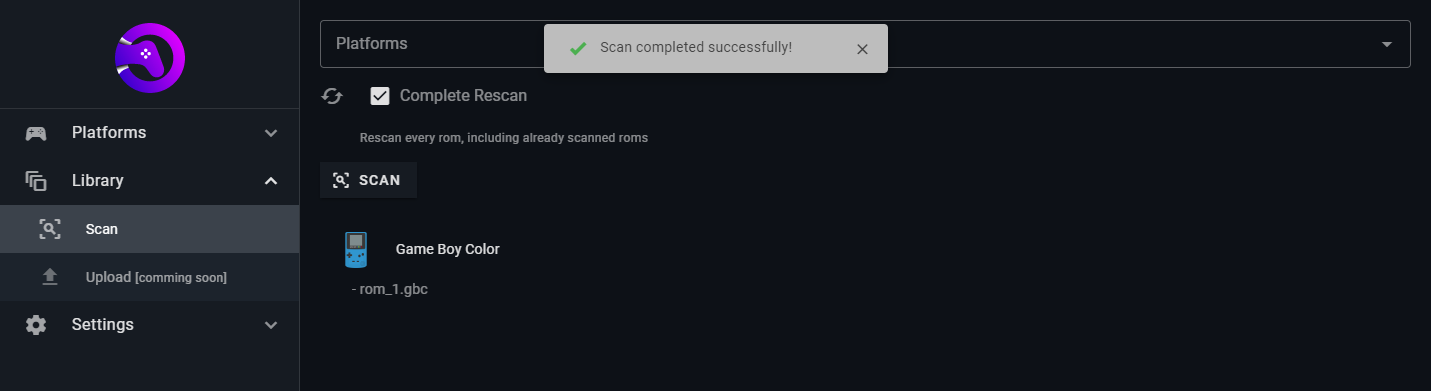 Platforms
Scan completed successfully!
Complete Rescan
Platforms
Rescan every rom, including already scanned roms
Library
SCAN
Scan
Game Boy Color
Upload [comming soon]
- rom_1.gbc
Settings